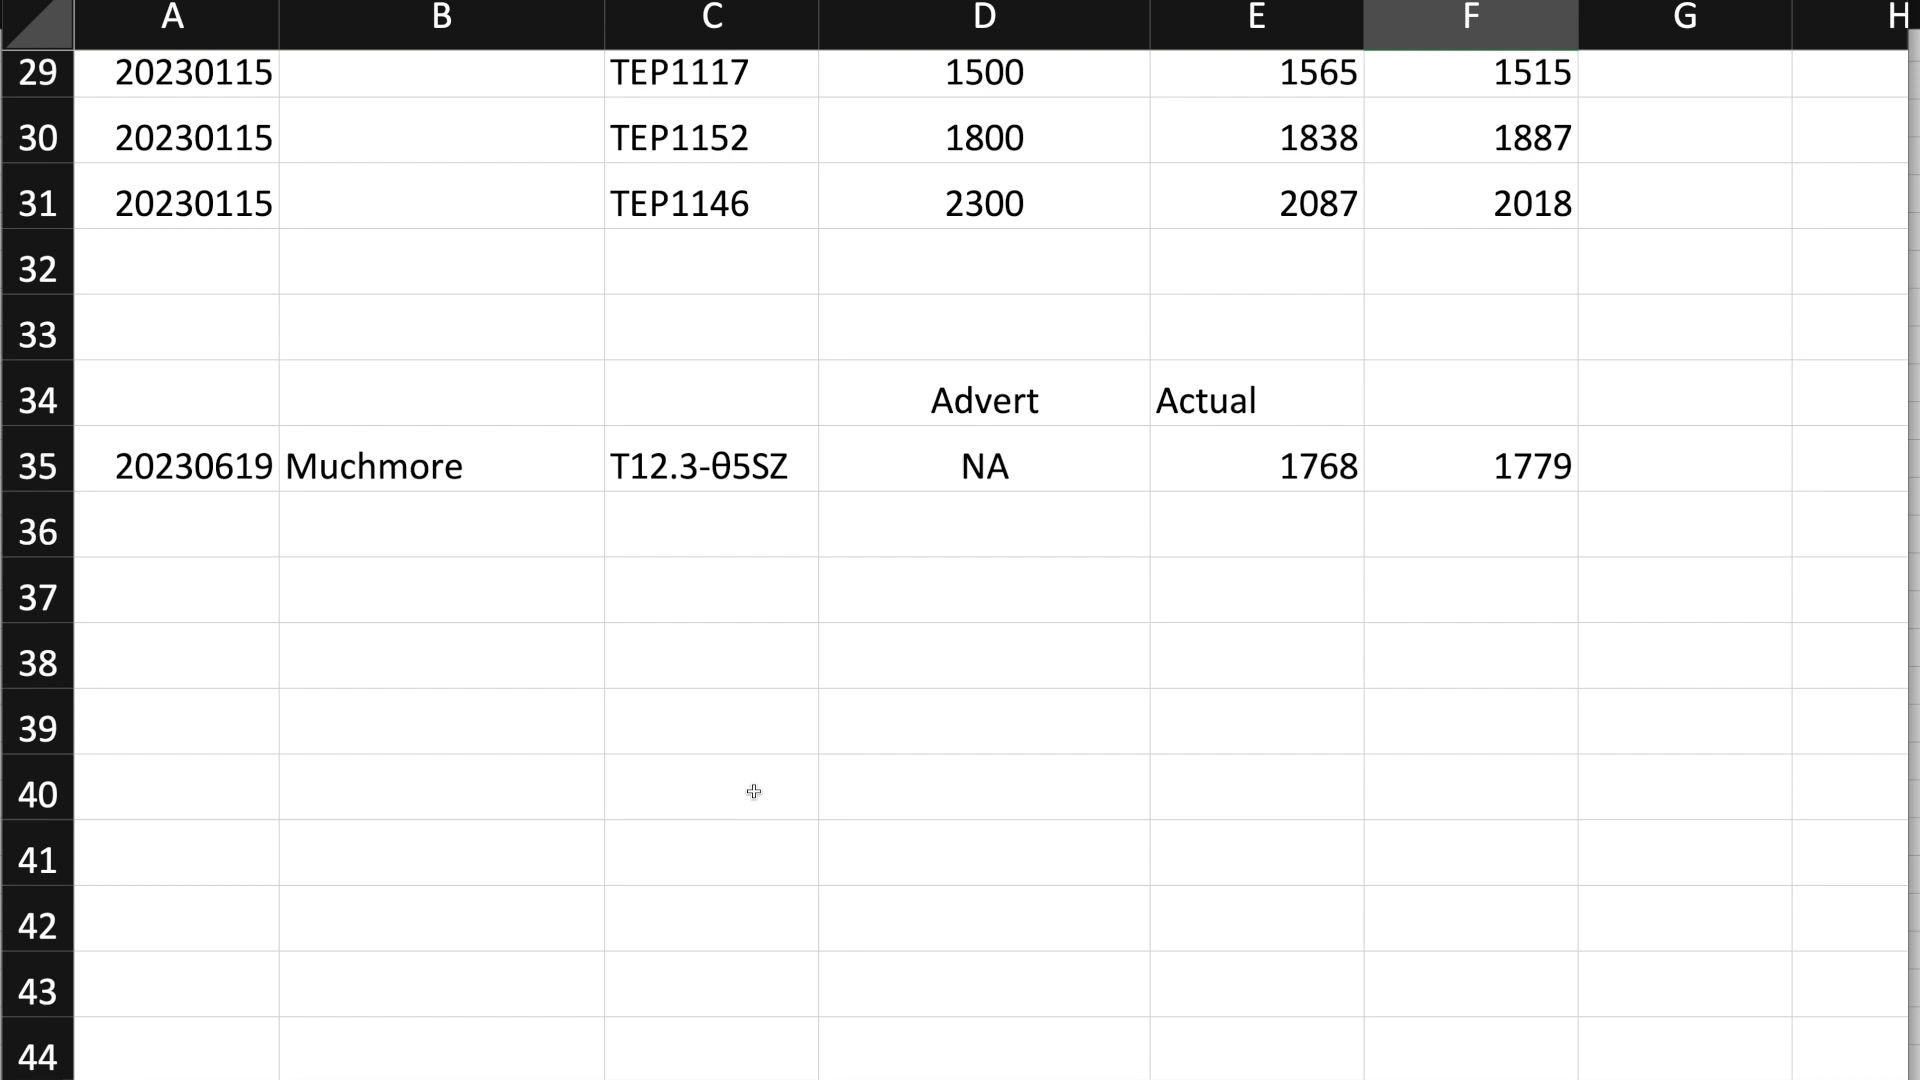 A B C D E F G H
29 20230115 TEP1117 1500 1565 1515
30 20230115 TEP1152 1800 1838 1887
31 20230115 TEP1146 2300 2087 2018
32
33
34 Advert Actual
35 20230619 Muchmore T12.3-θ5SZ NA 1768 1779
36
37
38
39
40
41
42
43
44